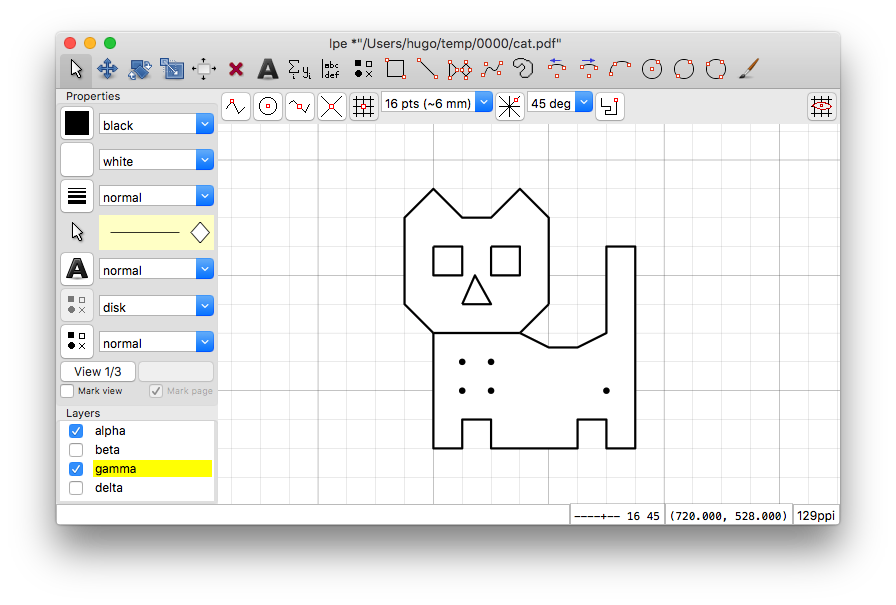 Ipe *"/Users/hugo/temp/0000/cat.pdf"
A Σyi abc def
Properties
16 pts (~6 mm) 45 deg
black
white
normal
A normal
disk
normal
View 1/3
Mark view Mark page
Layers
alpha
beta
gamma
delta
----+-- 16 45 (720.000, 528.000) 129ppi